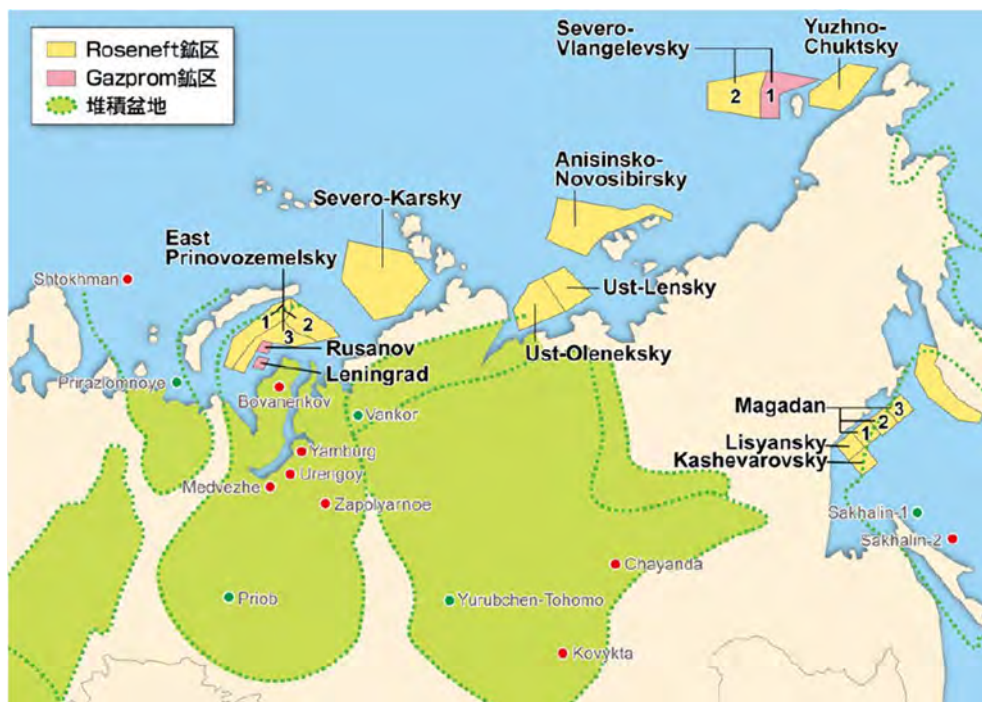 Roseneft鉱区
Gazprom鉱区
堆積盆地
Severo-
Vlangelevsky
Yuzhno-
Chuktsky
2
1
Anisinsko-
Novosibirsky
Severo-Karsky
East
Prinovozemelsky
Shtokhman
1
2
3
Ust-Lensky
Rusanov
Ust-Oleneksky
Leningrad
Prirazlomnoye
Bovanenkov
Vankor
Magadan
3
2
1
Lisyansky
Kashevarovsky
Yamburg
Urengoy
Medvezhe
Zapolyarnoe
Sakhalin-1
Sakhalin-2
Chayanda
Priob
Yurubchen-Tohomo
Kovykta